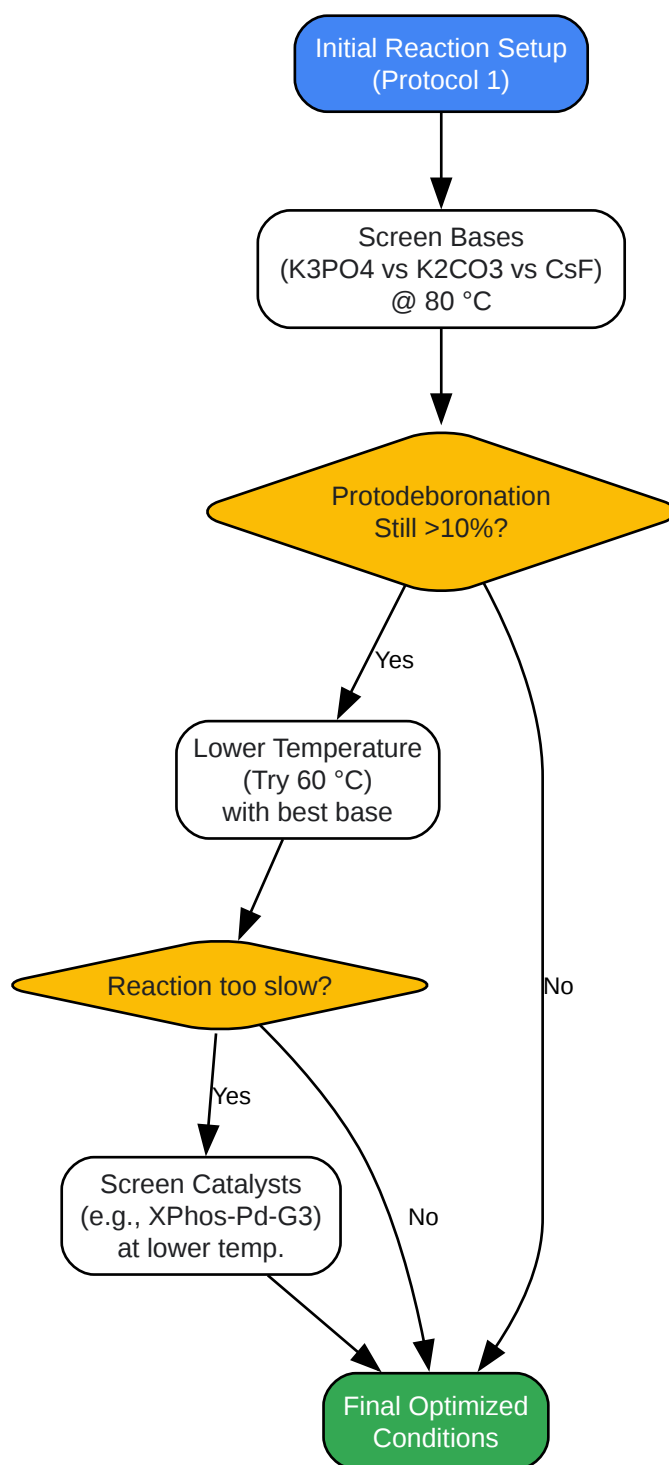 Initial Reaction Setup
(Protocol 1)
Screen Bases
(K3PO4 vs K2CO3 vs CsF)
@ 80 °C
Protodeboronation
Still >10%?
Yes
Lower Temperature
(Try 60 °C)
with best base
Reaction too slow?
No
Yes
Screen Catalysts
(e.g., XPhos-Pd-G3)
at lower temp.
No
Final Optimized
Conditions